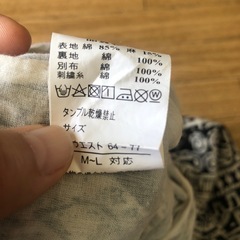 表地 綿 85% 麻 15%
裏地 綿 100%
別布 綿 100%
刺繍糸 綿 100%
タンブル乾燥禁止
サイズ
ウエスト 64-77
M-L 対応